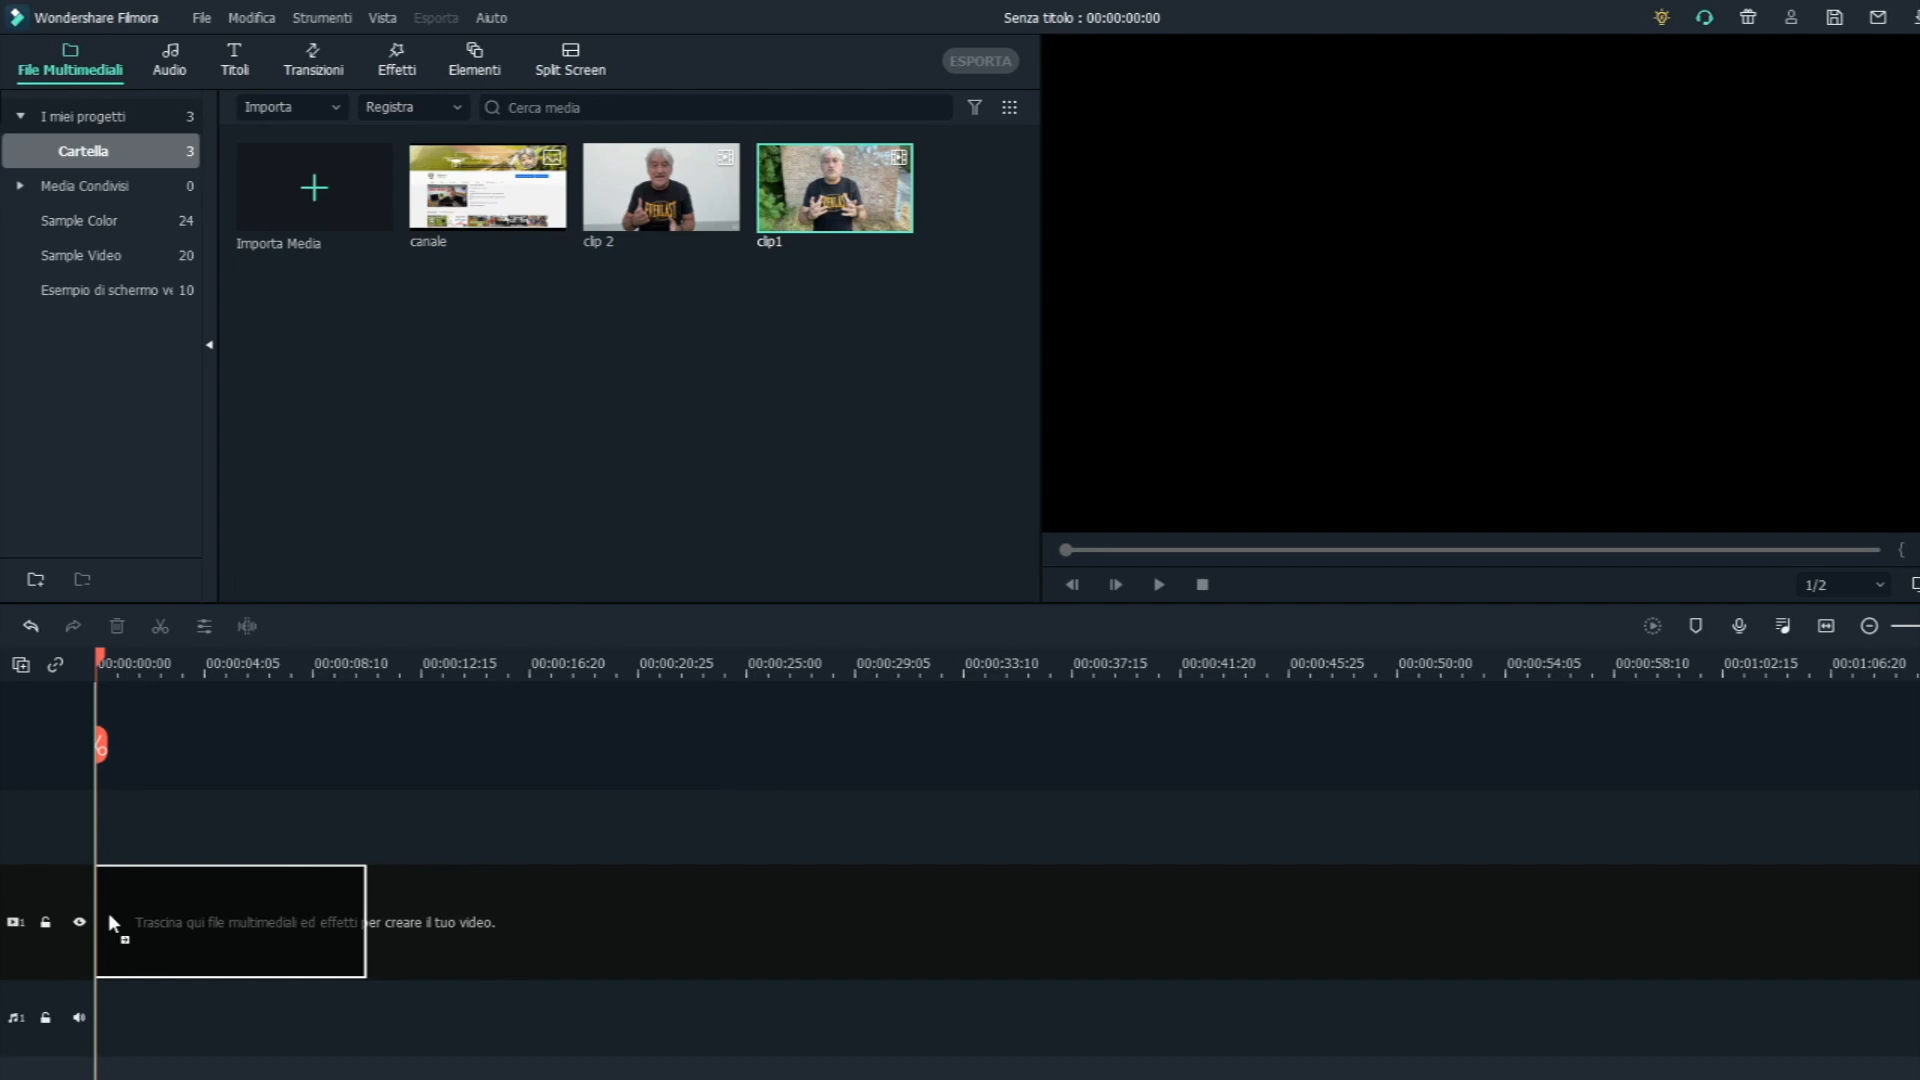 Wondershare Filmora File Modifica Strumenti Vista Esporta Aiuto Senza titolo : 00:00:00:00
File Multimediali Audio Titoli Transizioni Effetti Elementi Split Screen ESPORTA
I miei progetti 3
Cartella 3
Media Condivisi 0
Sample Color 24
Sample Video 20
Esempio di schermo ve 10
Importa Registra Cerca media
Importa Media canale clip 2 clip1
EVERLAST
EVERLAST
1/2
00:00:00:00 00:00:04:05 00:00:08:10 00:00:12:15 00:00:16:20 00:00:20:25 00:00:25:00 00:00:29:05 00:00:33:10 00:00:37:15 00:00:41:20 00:00:45:25 00:00:50:00 00:00:54:05 00:00:58:10 00:01:02:15 00:01:06:20
1 Trascina qui file multimediali ed effetti per creare il tuo video.
1